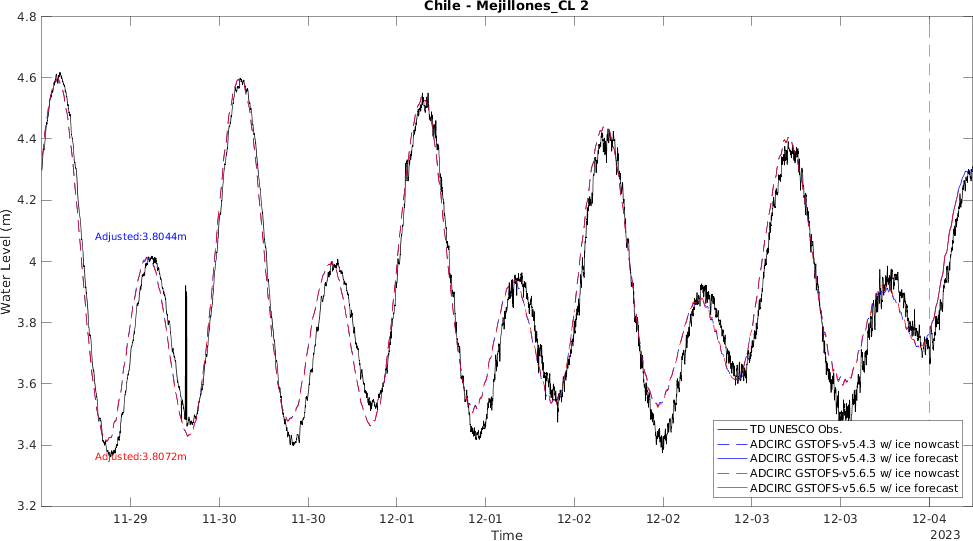 Chile - Mejillones_CL 2
4.8
4.6
4.4
4.2
4
3.8
3.6
3.4
3.2
Water Level (m)
Adjusted:3.8044m
Adjusted:3.8072m
TD UNESCO Obs.
ADCIRC GSTOFS-v5.4.3 w/ ice nowcast
ADCIRC GSTOFS-v5.4.3 w/ ice forecast
ADCIRC GSTOFS-v5.6.5 w/ ice nowcast
ADCIRC GSTOFS-v5.6.5 w/ ice forecast
11-29 11-30 11-30 12-01 12-01 12-02 12-02 12-03 12-03 12-04
2023
Time